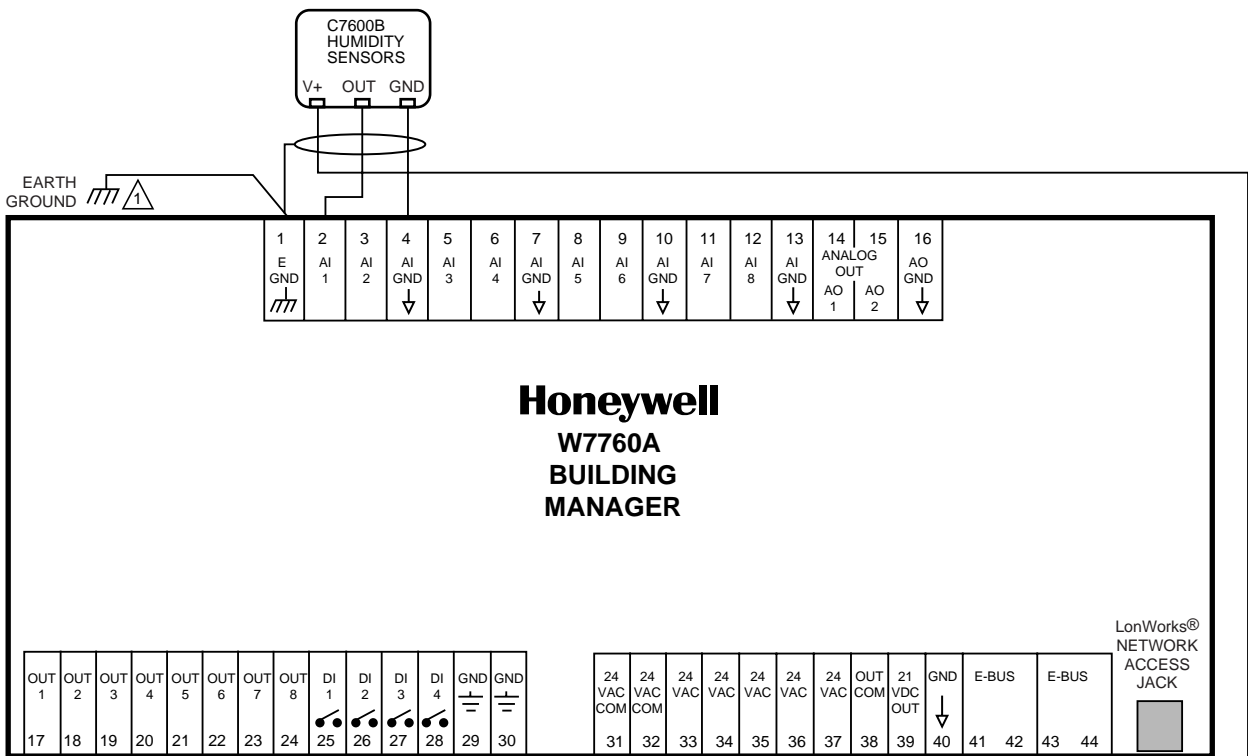 C7600B
HUMIDITY
SENSORS
V+ OUT GND
EARTH
GROUND
1
1 2 3 4 5 6 7 8 9 10 11 12 13 14 15 16
E GND
AI 1
AI 2
AI GND
AI 3
AI 4
AI GND
AI 5
AI 6
AI GND
AI 7
AI 8
AI GND
ANALOG
OUT
AO 1
AO 2
AO GND
Honeywell
W7760A
BUILDING
MANAGER
LonWorks®
NETWORK
ACCESS
JACK
OUT 1
OUT 2
OUT 3
OUT 4
OUT 5
OUT 6
OUT 7
OUT 8
DI 1
DI 2
DI 3
DI 4
GND
GND
17 18 19 20 21 22 23 24 25 26 27 28 29 30
24 VAC COM
24 VAC COM
24 VAC
24 VAC
24 VAC
24 VAC
24 VAC
OUT COM
21 VDC OUT
GND
E-BUS
E-BUS
31 32 33 34 35 36 37 38 39 40 41 42 43 44